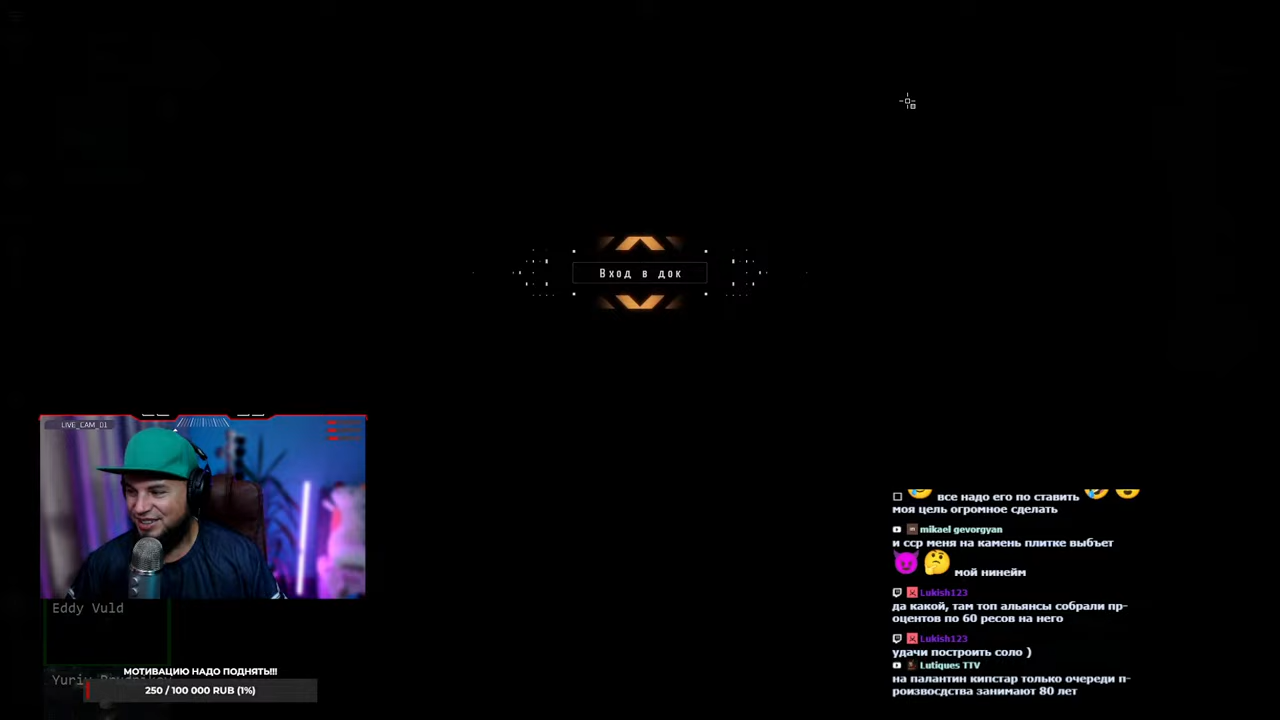 Вход в док
LIVE_CAM_01
Eddy Vuld
МОТИВАЦИЮ НАДО ПОДНЯТЬ!!!
250 / 100 000 RUB (1%)
все надо его по ставить
моя цель огромное сделать
mikael gevorgyan
и сср меня на камень плитке выбъет
мой нинейм
Lukish123
да какой, там топ альянсы собрали пр-
оцентов по 60 ресов на него
Lukish123
удачи построить соло )
Lutiques TTV
на палантин кипстар только очереди п-
роизвосдтва занимают 80 лет